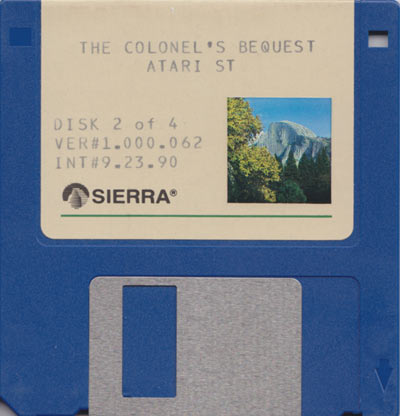 THE COLONEL'S BEQUEST
ATARI ST
DISK 2 of 4
VER#1.000.062
INT#9.23.90
SIERRA®